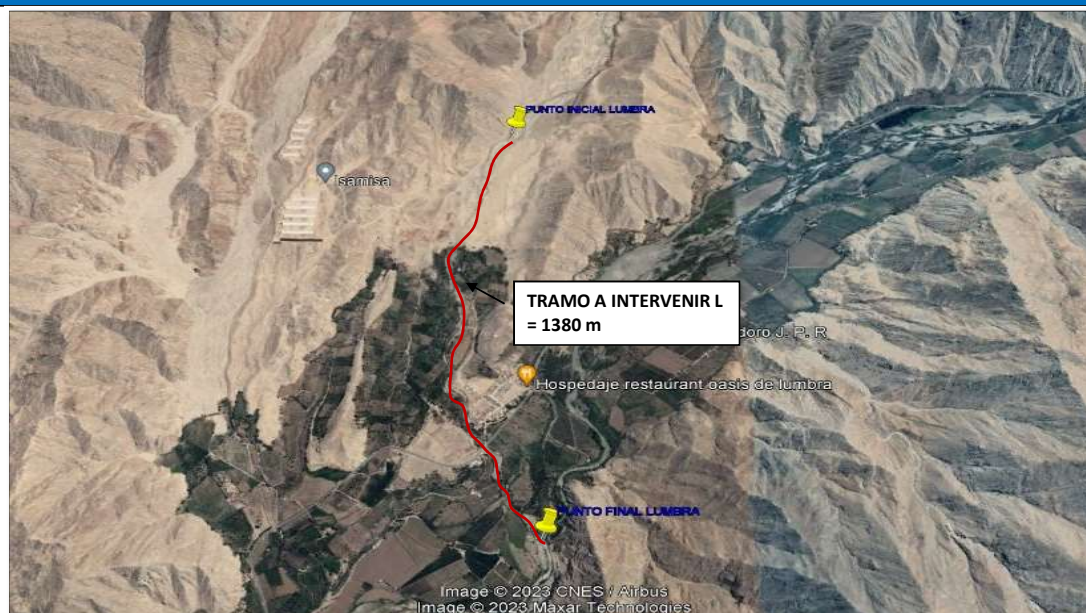 PUNTO INICIAL LUMBRA
Isamisa
TRAMO A INTERVENIR L
= 1380 m
doro J. P. R
Hospedaje restaurant oasis de lumbra
PUNTO FINAL LUMBRA
Image © 2023 CNES / Airbus
Image © 2023 Maxar Technologies